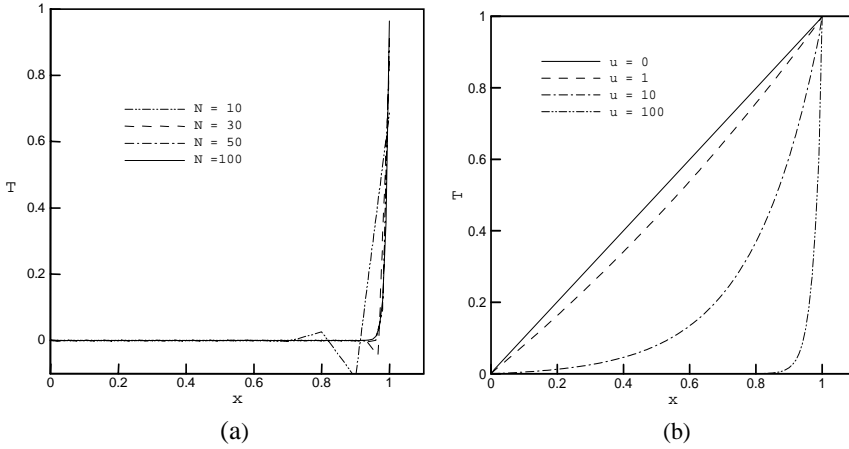 1
0.8
0.6
0.4
0.2
0
T
N = 10
N = 30
N = 50
N =100
0 0.2 0.4 0.6 0.8 1
x
(a)
1
0.8
0.6
0.4
0.2
0
T
u = 0
u = 1
u = 10
u = 100
0 0.2 0.4 0.6 0.8 1
x
(b)